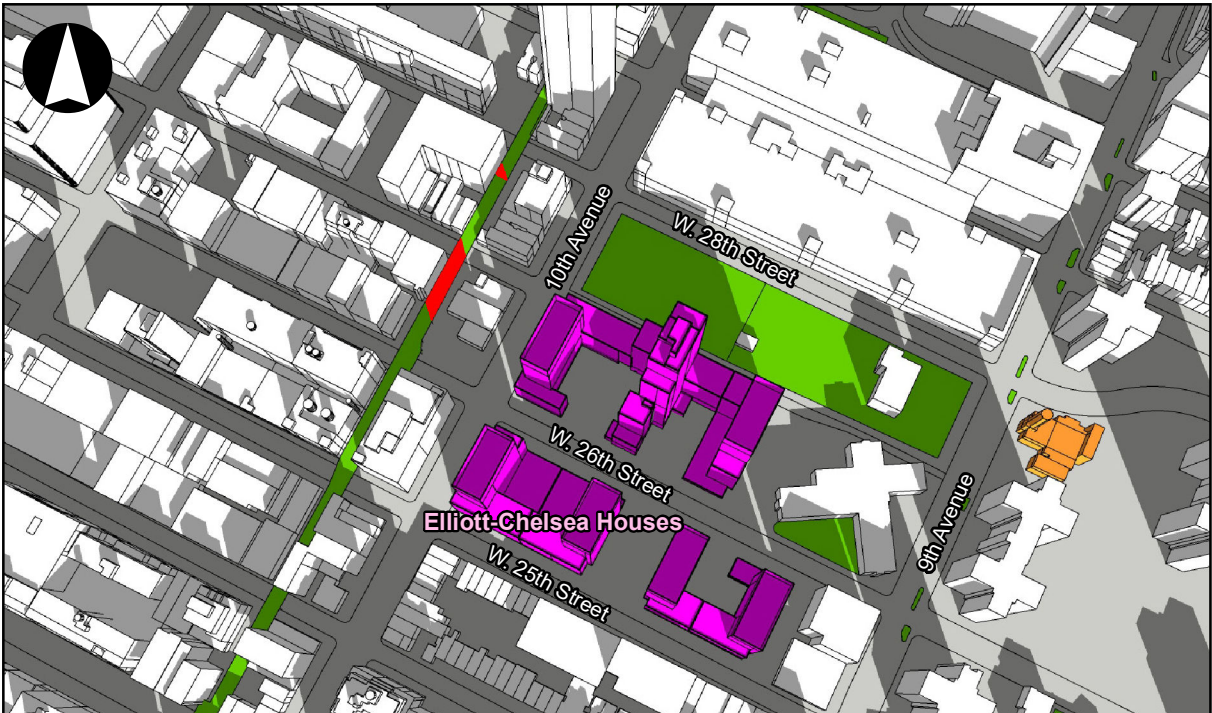 W. 28th Street
10th Avenue
W. 26th Street
Elliott-Chelsea Houses
9th Avenue
W. 25th Street